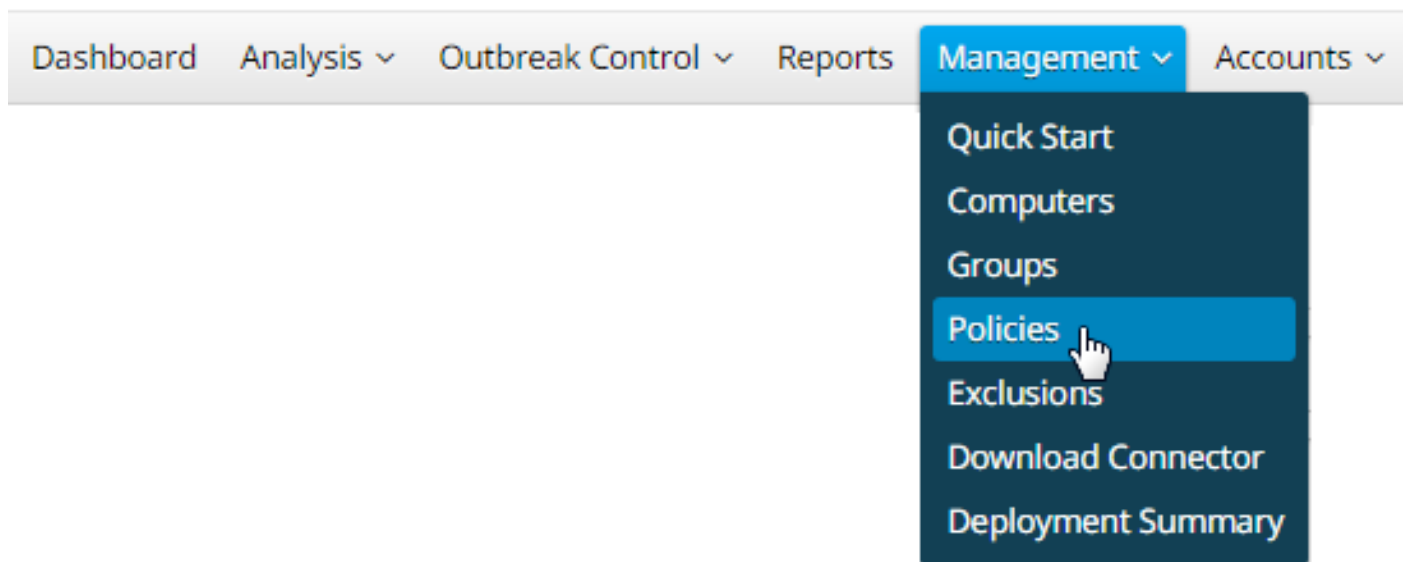 Dashboard Analysis Outbreak Control Reports Management Accounts
Quick Start
Computers
Groups
Policies
Exclusions
Download Connector
Deployment Summary